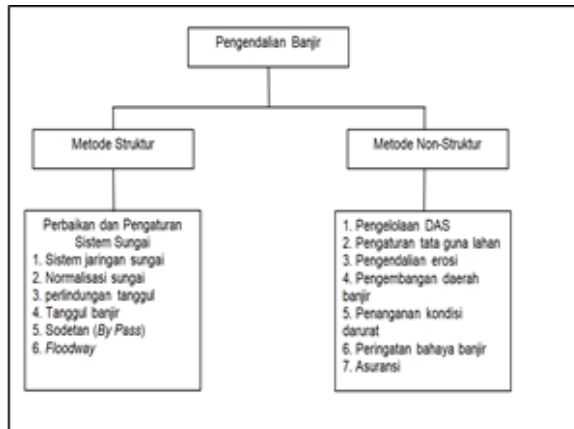 Pengendalian Banjir
Metode Struktur
Metode Non-Struktur
Perbaikan dan Pengaturan
Sistem Sungai
1. Sistem jaringan sungai
2. Normalisasi sungai
3. perlindungan tanggul
4. Tanggul banjir
5. Sodetan (By Pass)
6. Floodway
1. Pengelolaan DAS
2. Pengaturan tata guna lahan
3. Pengendalian erosi
4. Pengembangan daerah
banjir
5. Penanganan kondisi
darurat
6. Peringatan bahaya banjir
7. Asuransi